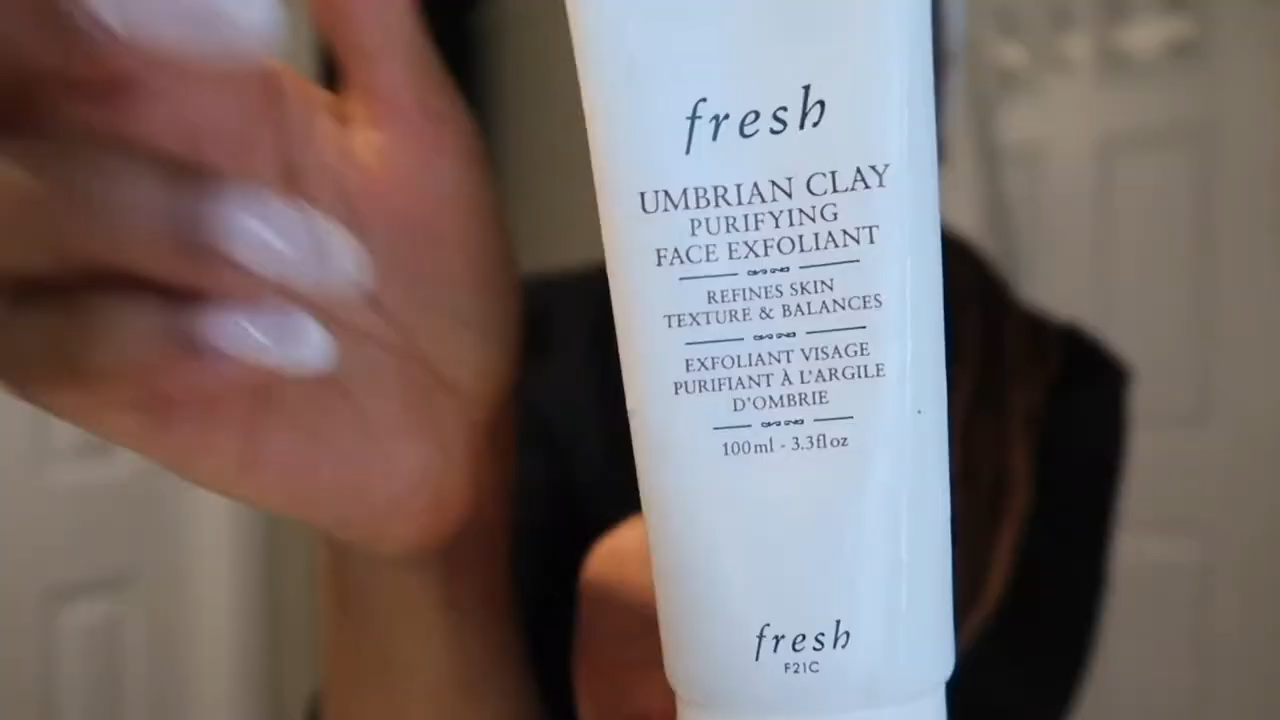 fresh
UMBRIAN CLAY
PURIFYING
FACE EXFOLIANT
REFINES SKIN
TEXTURE & BALANCES
EXFOLIANT VISAGE
PURIFIANT À L'ARGILE
D'OMBRIE
100ml - 3.3fl oz
fresh
F21C